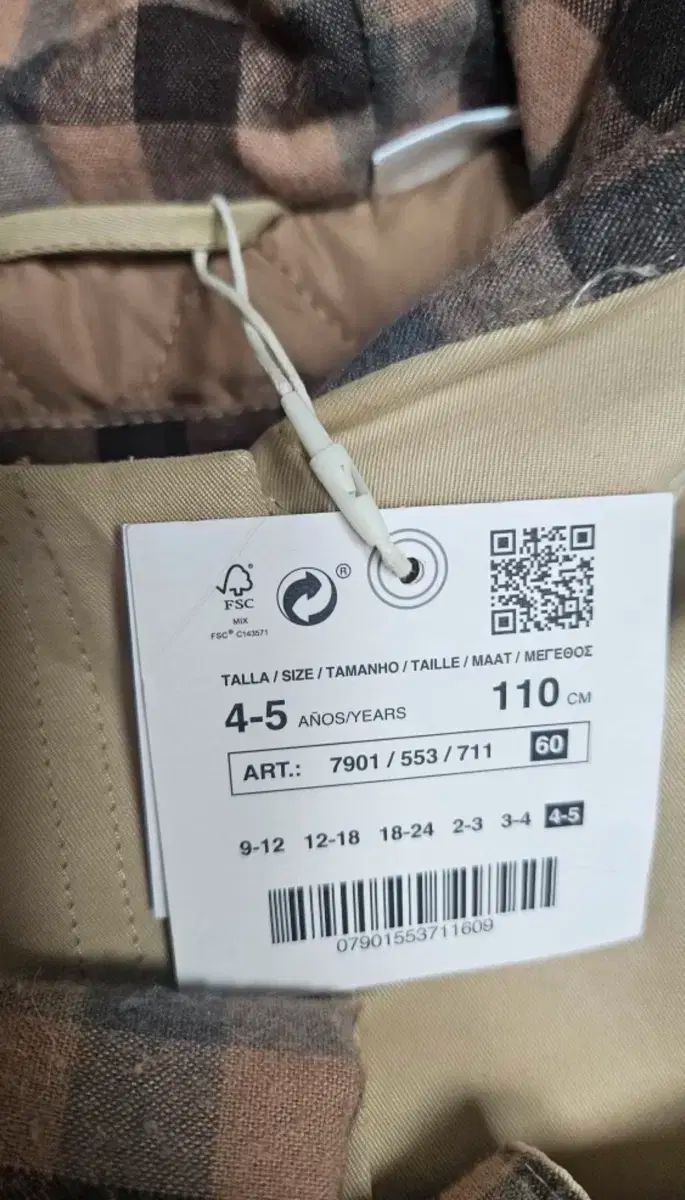 FSC
MIX
FSC® C143571
®
TALLA / SIZE / TAMANHO / TAILLE / MAAT / ΜΕΓΕΘΟΣ
4-5 AÑOS/YEARS 110 CM
ART.: 7901 / 553 / 711 60
9-12 12-18 18-24 2-3 3-4 4-5
07901553711609